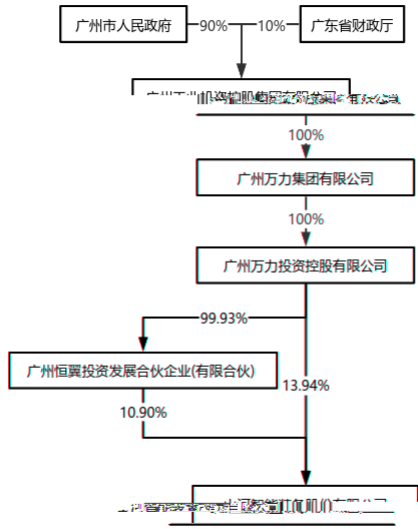 广州市人民政府
90%
10%
广东省财政厅
100%
广州万力集团有限公司
100%
广州万力投资控股有限公司
99.93%
广州恒翼投资发展合伙企业(有限合伙)
13.94%
10.90%